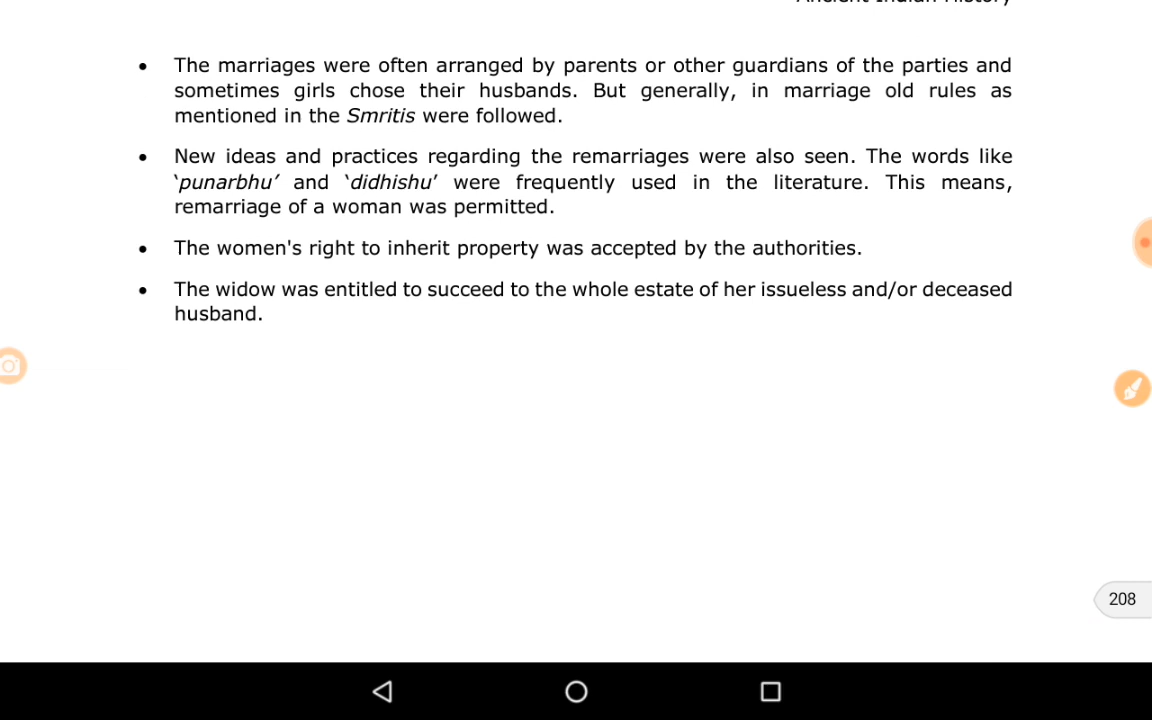 Ancient Indian History
• The marriages were often arranged by parents or other guardians of the parties and
sometimes girls chose their husbands. But generally, in marriage old rules as
mentioned in the Smritis were followed.
• New ideas and practices regarding the remarriages were also seen. The words like
‘punarbhu’ and ‘didhishu’ were frequently used in the literature. This means,
remarriage of a woman was permitted.
• The women's right to inherit property was accepted by the authorities.
• The widow was entitled to succeed to the whole estate of her issueless and/or deceased
husband.
208